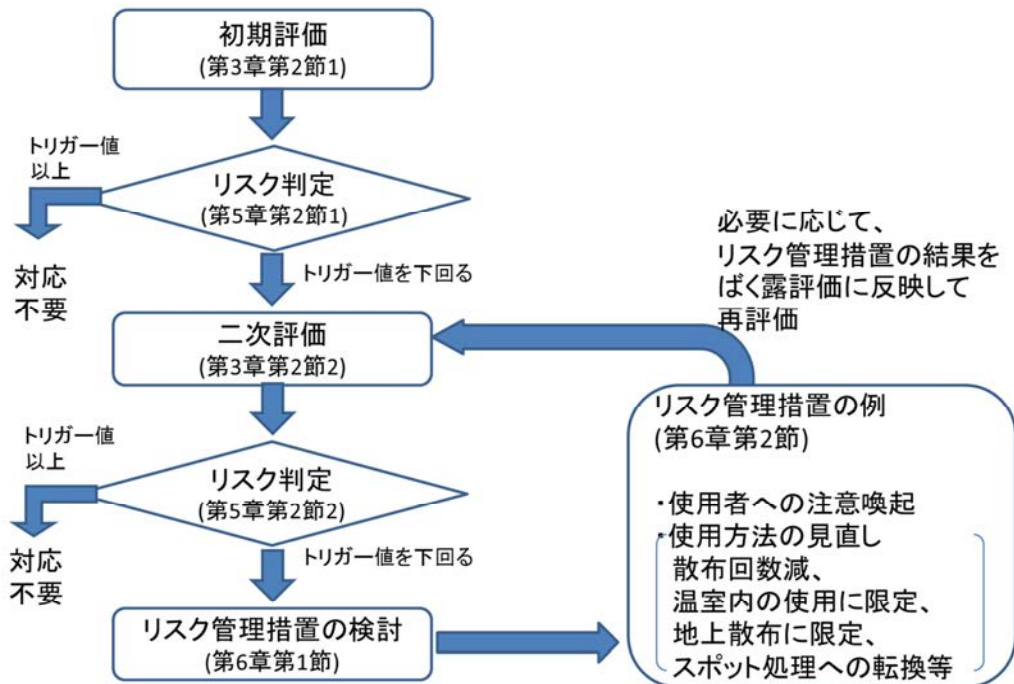 初期評価
(第3章第2節1)
トリガー値
以上
リスク判定
(第5章第2節1)
対応
不要
トリガー値を下回る
必要に応じて、
リスク管理措置の結果を
ばく露評価に反映して
再評価
二次評価
(第3章第2節2)
トリガー値
以上
リスク判定
(第5章第2節2)
対応
不要
トリガー値を下回る
リスク管理措置の検討
(第6章第1節)
リスク管理措置の例
(第6章第2節)
・使用者への注意喚起
・使用方法の見直し
散布回数減、
温室内の使用に限定、
地上散布に限定、
スポット処理への転換等